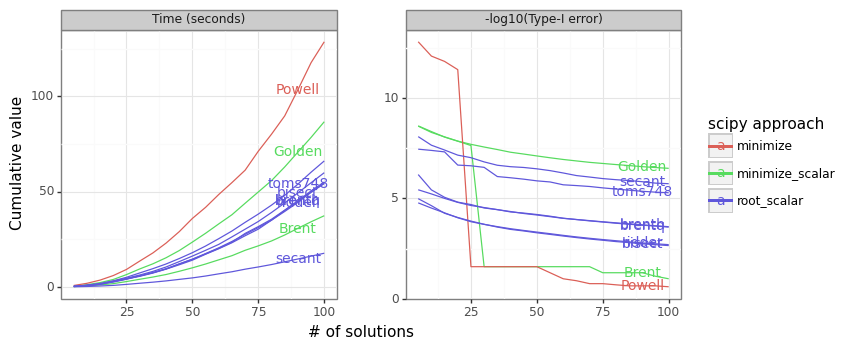 Time (seconds)
-log10(Type-I error)
Cumulative value
100
50
0
Powell
Golden
toms748
bisect
brenth
ridder
Brent
secant
25
50
75
100
10
5
0
Golden
secant
toms748
brenth
ridder
Brent
Powell
25
50
75
100
# of solutions
scipy approach
a minimize
a minimize_scalar
a root_scalar